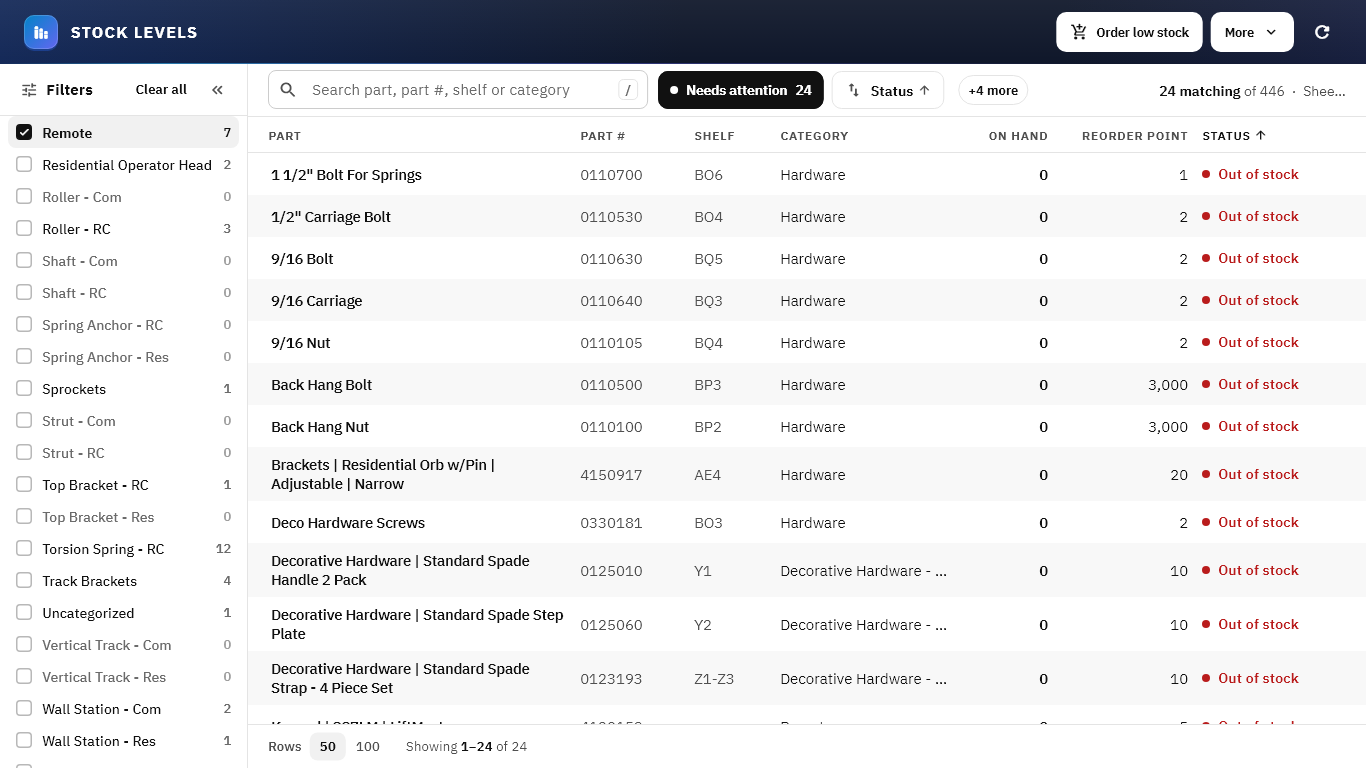 STOCK LEVELS
Order low stock
More
Filters
Clear all
Search part, part #, shelf or category
/
Needs attention 24
Status
+4 more
24 matching of 446 · Shee...
Remote 7
Residential Operator Head 2
Roller - Com 0
Roller - RC 3
Shaft - Com 0
Shaft - RC 0
Spring Anchor - RC 0
Spring Anchor - Res 0
Sprockets 1
Strut - Com 0
Strut - RC 0
Top Bracket - RC 1
Top Bracket - Res 0
Torsion Spring - RC 12
Track Brackets 4
Uncategorized 1
Vertical Track - Com 0
Vertical Track - Res 0
Wall Station - Com 2
Wall Station - Res 1
PART PART # SHELF CATEGORY ON HAND REORDER POINT STATUS
1 1/2" Bolt For Springs 0110700 BO6 Hardware 0 1 Out of stock
1/2" Carriage Bolt 0110530 BO4 Hardware 0 2 Out of stock
9/16 Bolt 0110630 BQ5 Hardware 0 2 Out of stock
9/16 Carriage 0110640 BQ3 Hardware 0 2 Out of stock
9/16 Nut 0110105 BQ4 Hardware 0 2 Out of stock
Back Hang Bolt 0110500 BP3 Hardware 0 3,000 Out of stock
Back Hang Nut 0110100 BP2 Hardware 0 3,000 Out of stock
Brackets | Residential Orb w/Pin |
Adjustable | Narrow 4150917 AE4 Hardware 0 20 Out of stock
Deco Hardware Screws 0330181 BO3 Hardware 0 2 Out of stock
Decorative Hardware | Standard Spade
Handle 2 Pack 0125010 Y1 Decorative Hardware - ... 0 10 Out of stock
Decorative Hardware | Standard Spade Step
Plate 0125060 Y2 Decorative Hardware - ... 0 10 Out of stock
Decorative Hardware | Standard Spade
Strap - 4 Piece Set 0123193 Z1-Z3 Decorative Hardware - ... 0 10 Out of stock
Rows 50 100 Showing 1–24 of 24